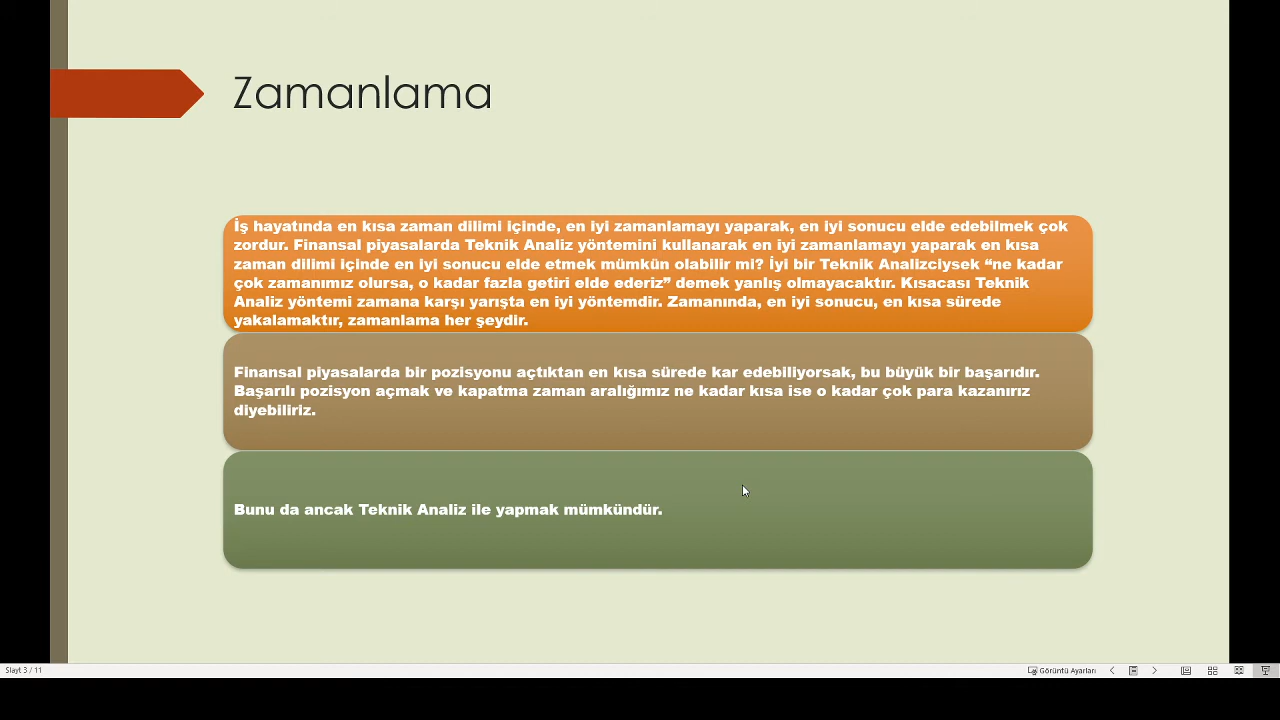 Zamanlama
İş hayatında en kısa zaman dilimi içinde, en iyi zamanlamayı yaparak, en iyi sonucu elde edebilmek çok
zordur. Finansal piyasalarda Teknik Analiz yöntemini kullanarak en iyi zamanlamayı yaparak en kısa
zaman dilimi içinde en iyi sonucu elde etmek mümkün olabilir mi? İyi bir Teknik Analizciysek “ne kadar
çok zamanımız olursa, o kadar fazla getiri elde ederiz” demek yanlış olmayacaktır. Kısacası Teknik
Analiz yöntemi zamana karşı yarışta en iyi yöntemdir. Zamanında, en iyi sonucu, en kısa sürede
yakalamaktır, zamanlama her şeydir.
Finansal piyasalarda bir pozisyonu açtıktan en kısa sürede kar edebiliyorsak, bu büyük bir başarıdır.
Başarılı pozisyon açmak ve kapatma zaman aralığımız ne kadar kısa ise o kadar çok para kazanırız
diyebiliriz.
Bunu da ancak Teknik Analiz ile yapmak mümkündür.
Slayt 3 / 11
Görüntü Ayarları